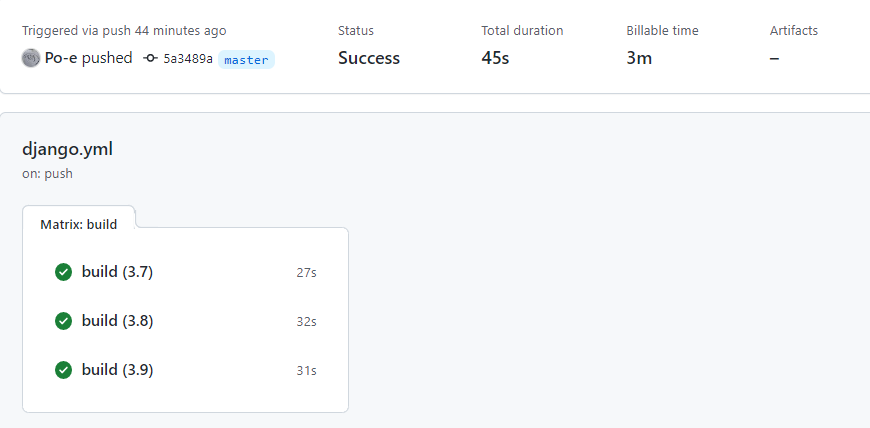 Triggered via push 44 minutes ago
Po-e pushed 5a3489a master
Status
Success
Total duration
45s
Billable time
3m
Artifacts
–
django.yml
on: push
Matrix: build
build (3.7) 27s
build (3.8) 32s
build (3.9) 31s